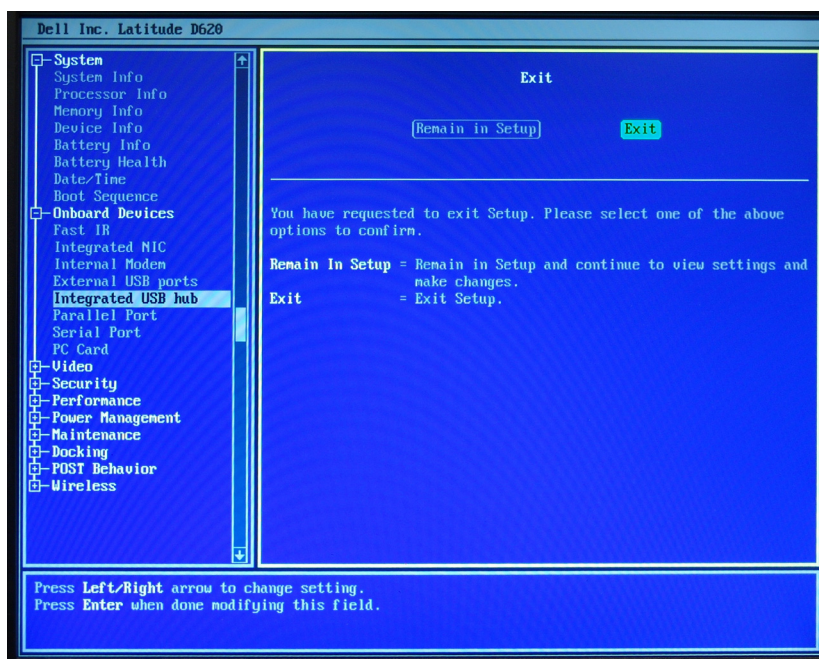 Dell Inc. Latitude D620
System
System Info
Processor Info
Memory Info
Device Info
Battery Info
Battery Health
Date/Time
Boot Sequence
Onboard Devices
Fast IR
Integrated NIC
Internal Modem
External USB ports
Integrated USB hub
Parallel Port
Serial Port
PC Card
Video
Security
Performance
Power Management
Maintenance
Docking
POST Behavior
Wireless
Exit
Remain in Setup Exit
You have requested to exit Setup. Please select one of the above
options to confirm.
Remain In Setup = Remain in Setup and continue to view settings and
make changes.
Exit = Exit Setup.
Press Left/Right arrow to change setting.
Press Enter when done modifying this field.